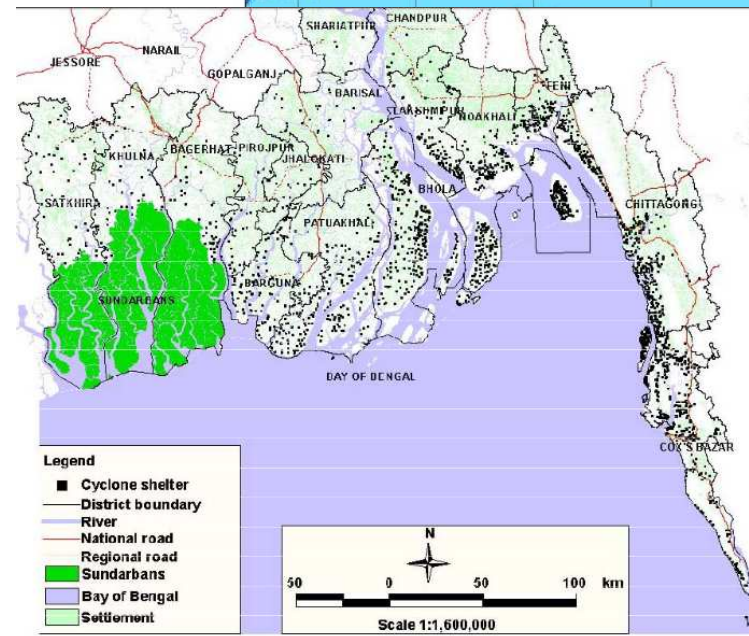 SHARIATPUR
CHANDPUR
NARAIL
JESSORE
GOPALGANJ
BARISAL
FENI
LAKSHMIPUR
NOAKHALI
KHULNA
BAGERHAT
PIROJPUR
JHALOKATI
BHOLA
SATKHIRA
CHITTAGONG
PATUAKHALI
BARGUNA
SUNDARBANS
BAY OF BENGAL
COX'S BAZAR
Legend
Cyclone shelter
District boundary
River
National road
Regional road
Sundarbans
Bay of Bengal
Settlement
N
50 0 50 100 km
Scale 1:1,600,000